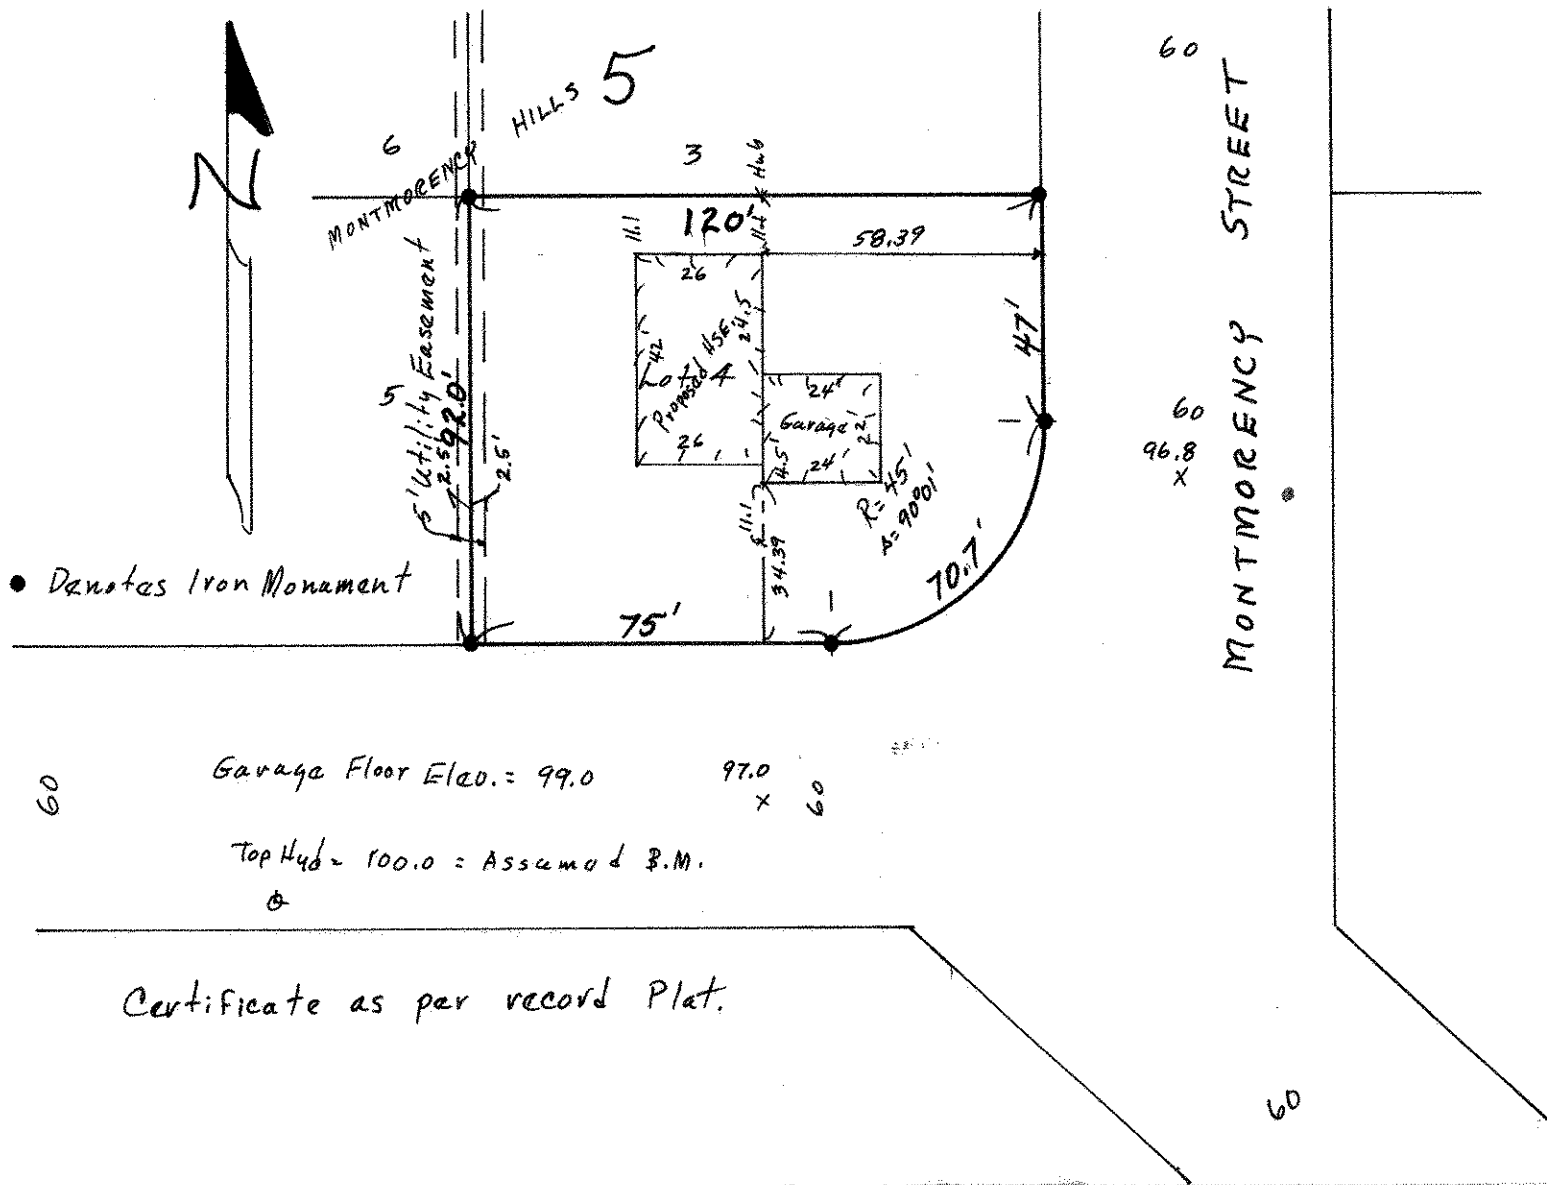 60
STREET
HILLS 5
6
3
Hub
MONTMORENCY
N
11.1
120'
11.1
58.39
26
5' Utility Easement
42
24.5
47'
Lot 4
Proposed HSE.
5
92.0'
24'
Garage
22'
60
96.8
X
MONTMORENCY
26
4.5'
24'
2.5'
2.5'
R=45'
Δ=90°01'
11.1
34.39
70.7'
● Denotes Iron Monument
75'
Garage Floor Elev.= 99.0
97.0
X
60
60
Top Hyd= 100.0 = Assumed B.M.
Certificate as per record Plat.
60